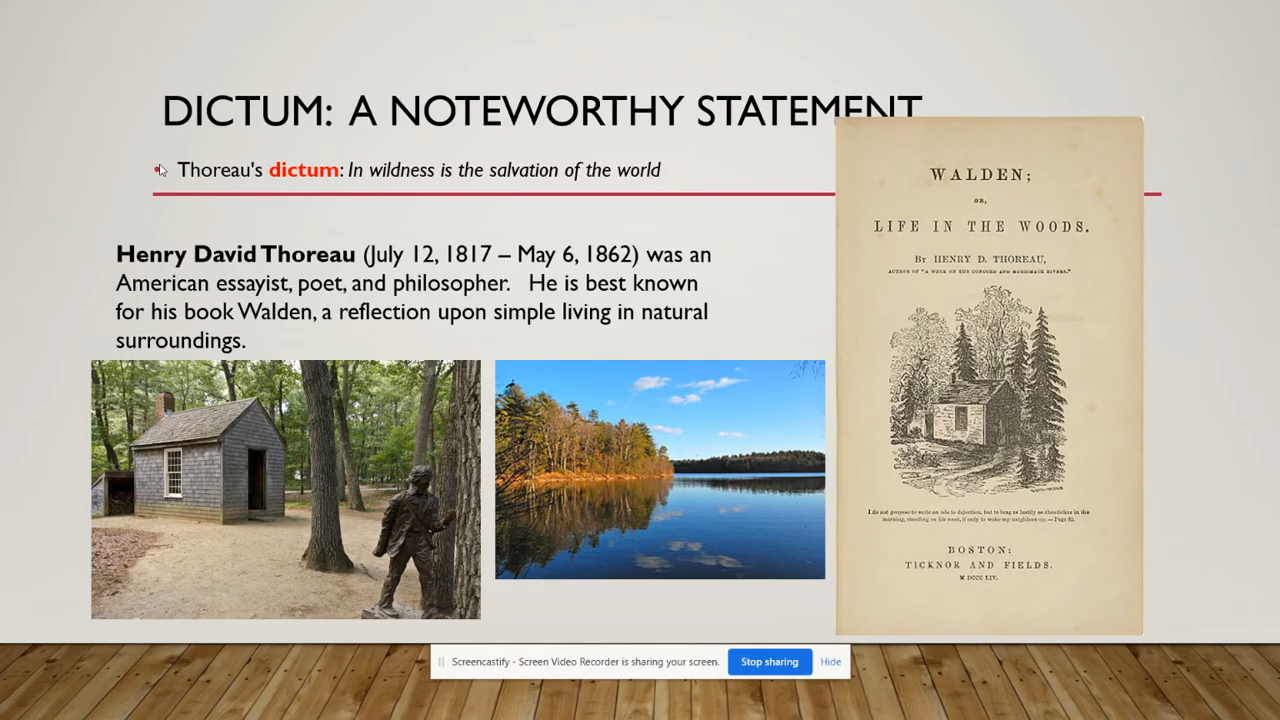 DICTUM: A NOTEWORTHY STATEMENT
Thoreau's dictum: In wildness is the salvation of the world
Henry David Thoreau (July 12, 1817 – May 6, 1862) was an
American essayist, poet, and philosopher. He is best known
for his book Walden, a reflection upon simple living in natural
surroundings.
WALDEN;
OR,
LIFE IN THE WOODS.
BY HENRY D. THOREAU,
AUTHOR OF "A WEEK ON THE CONCORD AND MERRIMACK RIVERS."
I do not propose to write an ode to dejection, but to brag as lustily as chanticleer in the
morning, standing on his roost, if only to wake my neighbors up. — Page 92.
BOSTON:
TICKNOR AND FIELDS.
M DCCC LIV.
Screencastify - Screen Video Recorder is sharing your screen.
Stop sharing
Hide